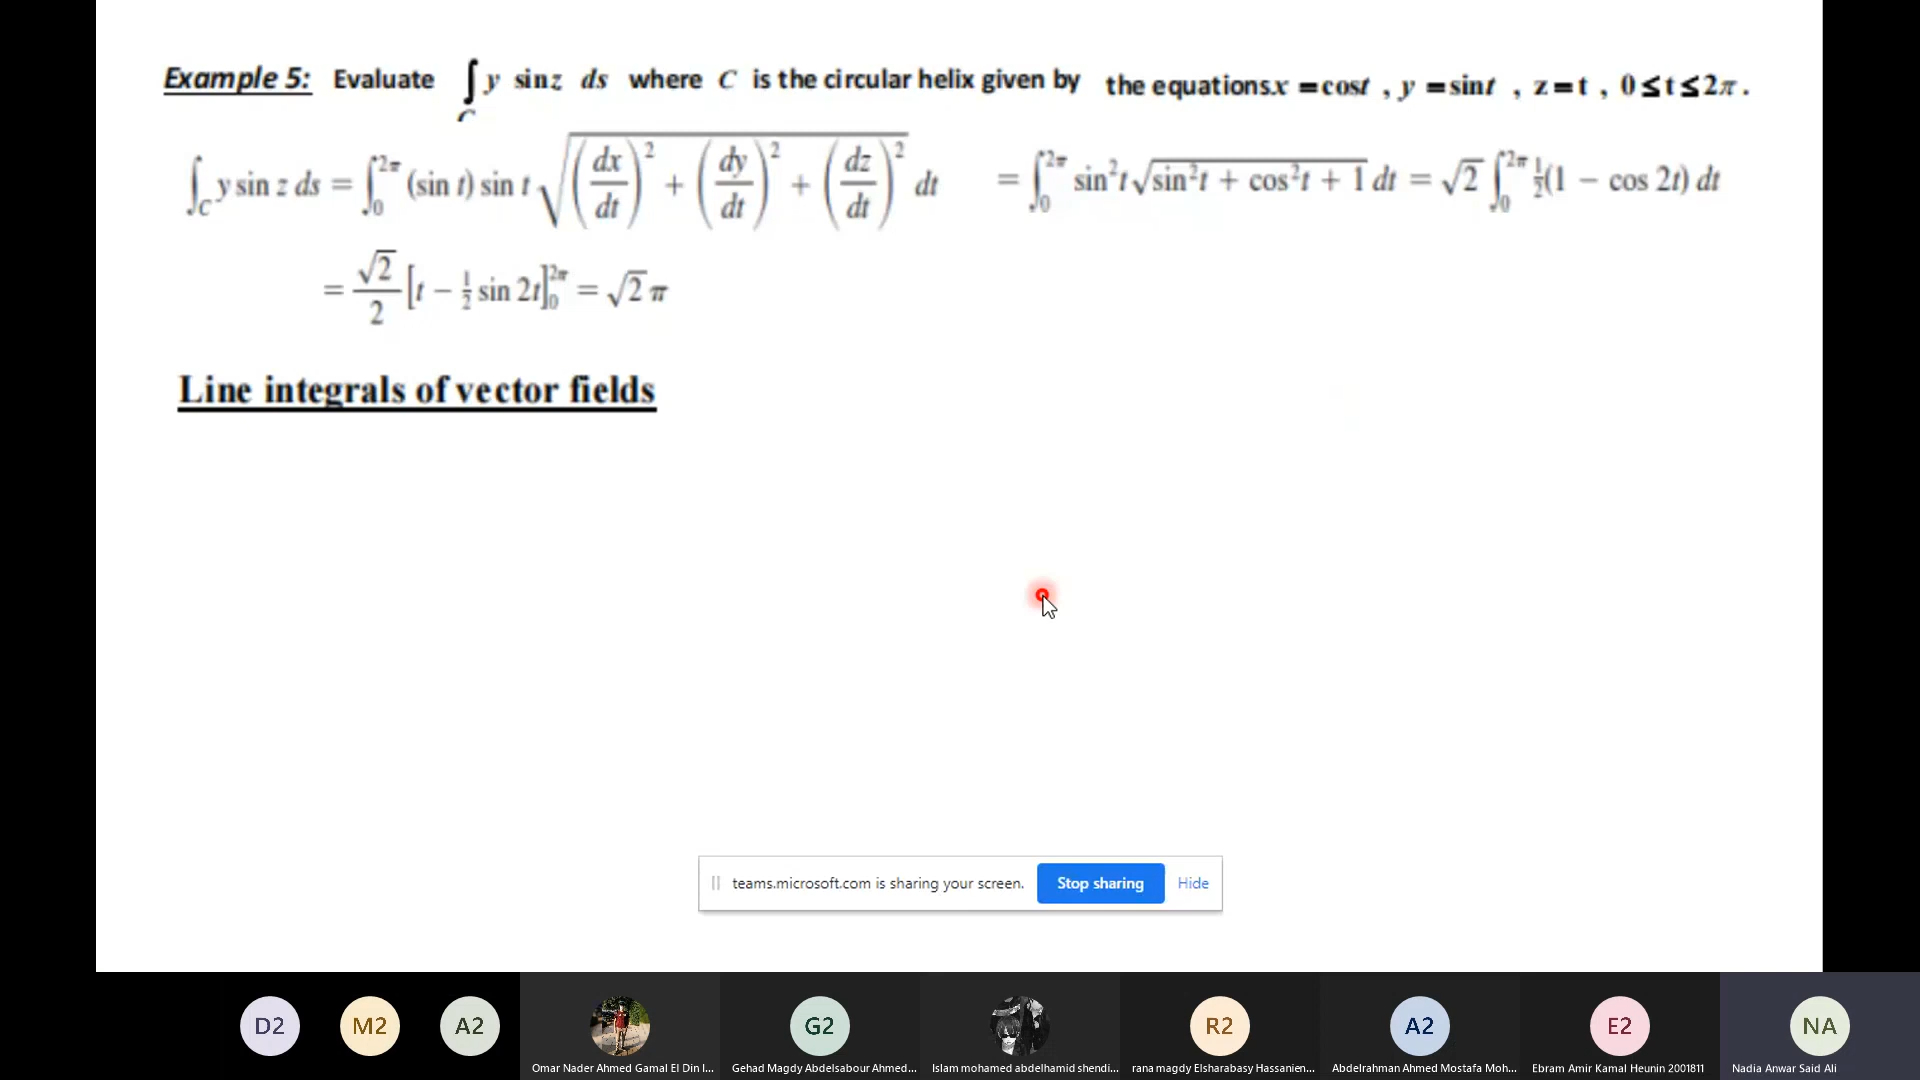 Example 5: Evaluate ∫_C y sinz ds where C is the circular helix given by the equations x = cost , y = sint , z = t , 0 ≤ t ≤ 2π .
∫_C y sin z ds = ∫_0^{2π} (sin t) sin t √((dx/dt)^2 + (dy/dt)^2 + (dz/dt)^2) dt = ∫_0^{2π} sin²t √(sin²t + cos²t + 1) dt = √2 ∫_0^{2π} ½(1 − cos 2t) dt
= √2/2 [t − ½ sin 2t]_0^{2π} = √2 π
Line integrals of vector fields
teams.microsoft.com is sharing your screen. Stop sharing Hide
D2 M2 A2 G2 R2 A2 E2 NA
Omar Nader Ahmed Gamal El Din I... Gehad Magdy Abdelsabour Ahmed... Islam mohamed abdelhamid shendi... rana magdy Elsharabasy Hassanien... Abdelrahman Ahmed Mostafa Moh... Ebram Amir Kamal Heunin 2001811 Nadia Anwar Said Ali